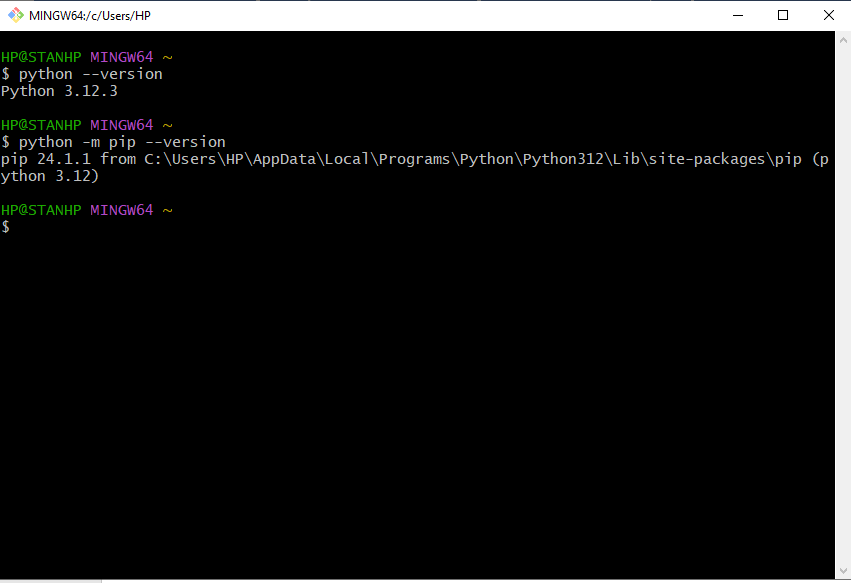 MINGW64:/c/Users/HP
HP@STANHP MINGW64 ~
$ python --version
Python 3.12.3
HP@STANHP MINGW64 ~
$ python -m pip --version
pip 24.1.1 from C:\Users\HP\AppData\Local\Programs\Python\Python312\Lib\site-packages\pip (p
ython 3.12)
HP@STANHP MINGW64 ~
$